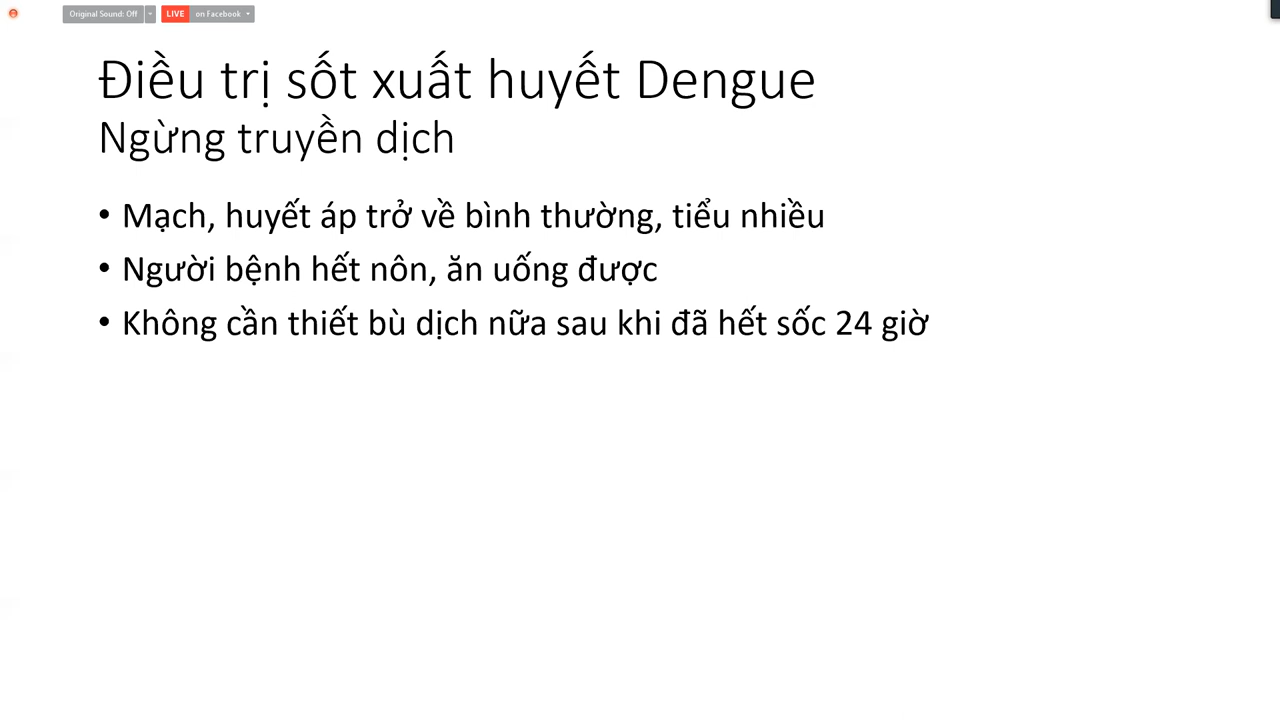 Original Sound: Off
LIVE on Facebook
Điều trị sốt xuất huyết Dengue
Ngừng truyền dịch
• Mạch, huyết áp trở về bình thường, tiểu nhiều
• Người bệnh hết nôn, ăn uống được
• Không cần thiết bù dịch nữa sau khi đã hết sốc 24 giờ